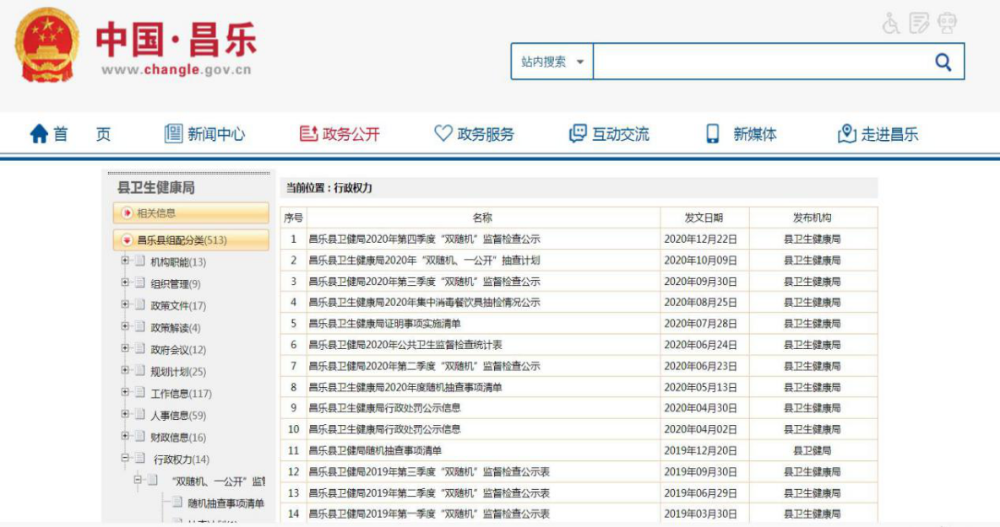 中国·昌乐
www.changle.gov.cn
站内搜索
首 页 新闻中心 政务公开 政务服务 互动交流 新媒体 走进昌乐
县卫生健康局
相关信息
昌乐县组配分类(513)
机构职能(13)
组织管理(9)
政策文件(17)
政策解读(4)
政府会议(12)
规划计划(25)
工作信息(117)
人事信息(59)
财政信息(16)
行政权力(14)
“双随机、一公开”监
随机抽查事项清单
当前位置：行政权力
序号 名称 发文日期 发布机构
1 昌乐县卫健局2020年第四季度“双随机”监督检查公示 2020年12月22日 县卫生健康局
2 昌乐县卫生健康局2020年“双随机、一公开”抽查计划 2020年10月09日 县卫生健康局
3 昌乐县卫健局2020年第三季度“双随机”监督检查公示 2020年09月30日 县卫生健康局
4 昌乐县卫生健康局2020年集中消毒餐饮具抽检情况公示 2020年08月25日 县卫生健康局
5 昌乐县卫生健康局证明事项实施清单 2020年07月28日 县卫生健康局
6 昌乐县卫健局2020年公共卫生监督检查统计表 2020年06月24日 县卫生健康局
7 昌乐县卫健局2020年第二季度“双随机”监督检查公示 2020年06月23日 县卫生健康局
8 昌乐县卫生健康局2020年度随机抽查事项清单 2020年05月13日 县卫生健康局
9 昌乐县卫生健康局行政处罚公示信息 2020年04月30日 县卫生健康局
10 昌乐县卫生健康局行政处罚公示信息 2020年04月02日 县卫生健康局
11 昌乐县卫健局随机抽查事项清单 2019年12月20日 县卫健局
12 昌乐县卫健局2019年第三季度“双随机”监督检查公示表 2019年09月30日 县卫生健康局
13 昌乐县卫健局2019年第二季度“双随机”监督检查公示表 2019年06月29日 县卫生健康局
14 昌乐县卫健局2019年第一季度“双随机”监督检查公示表 2019年03月30日 县卫生健康局